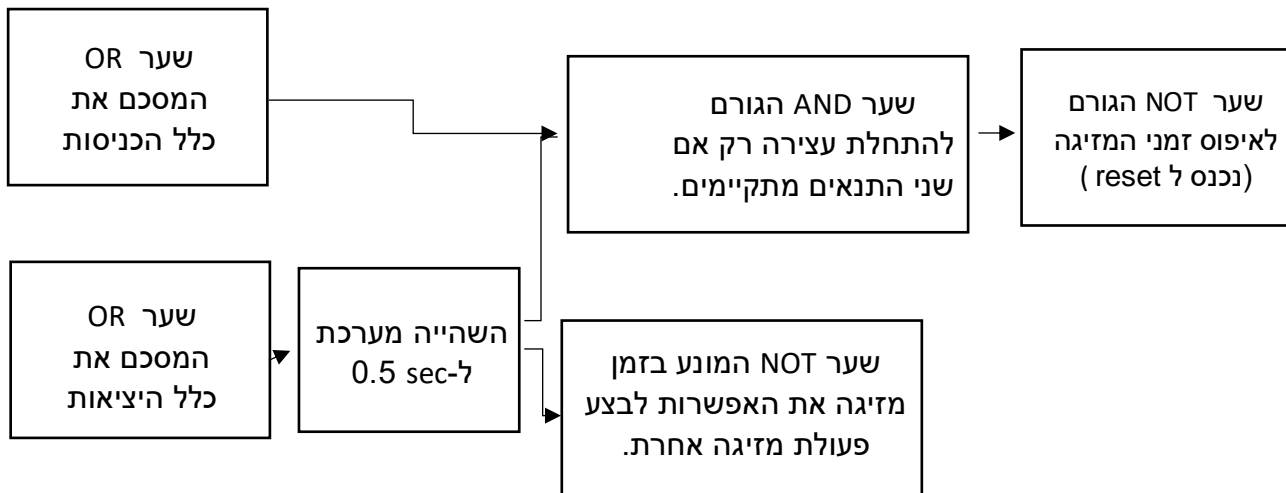 שער OR
המסכם את
כלל הכניסות
שער AND הגורם
להתחלת עצירה רק אם
שני התנאים מתקיימים.
שער NOT הגורם
לאיפוס זמני המזיגה
(נכנס ל reset )
שער OR
המסכם את
כלל היציאות
השהייה מערכת
ל-0.5 sec
שער NOT המונע בזמן
מזיגה את האפשרות לבצע
פעולת מזיגה אחרת.